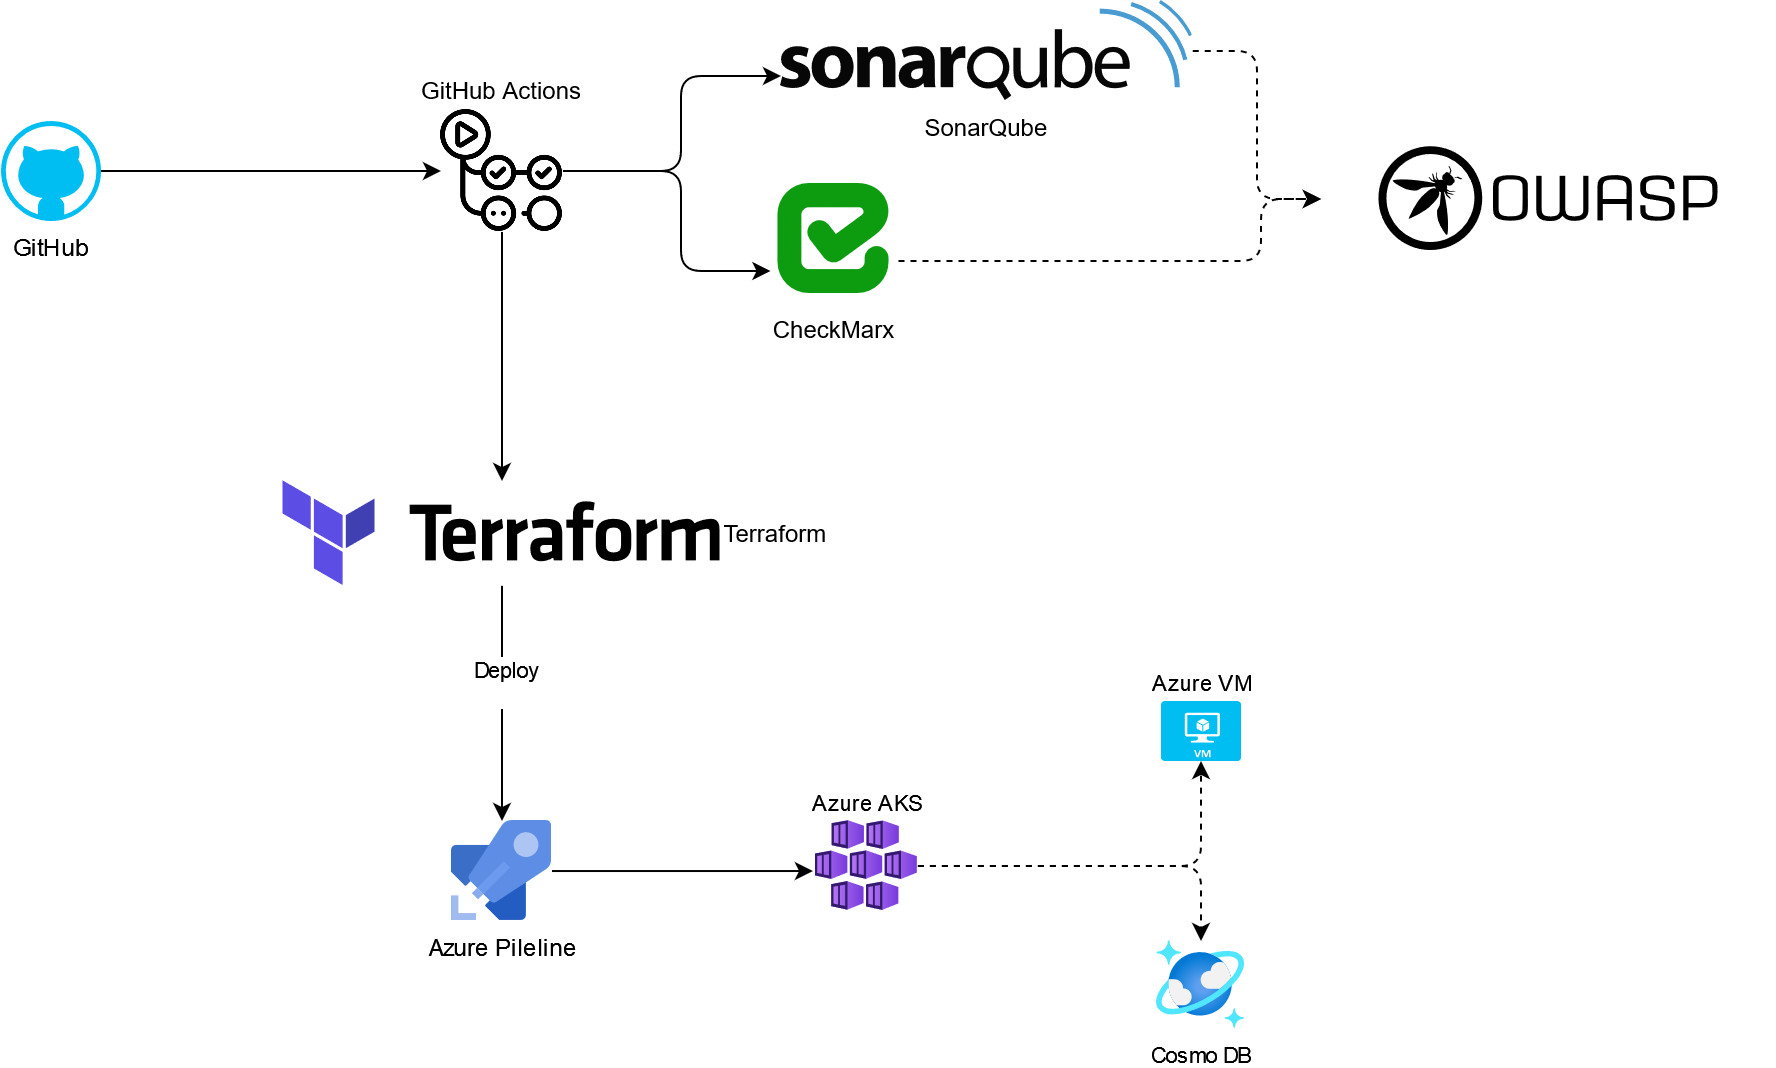 GitHub Actions
sonarqube
SonarQube
GitHub
OWASP
CheckMarx
Terraform
Terraform
Deploy
Azure VM
VM
Azure AKS
Azure Pileline
Cosmo DB